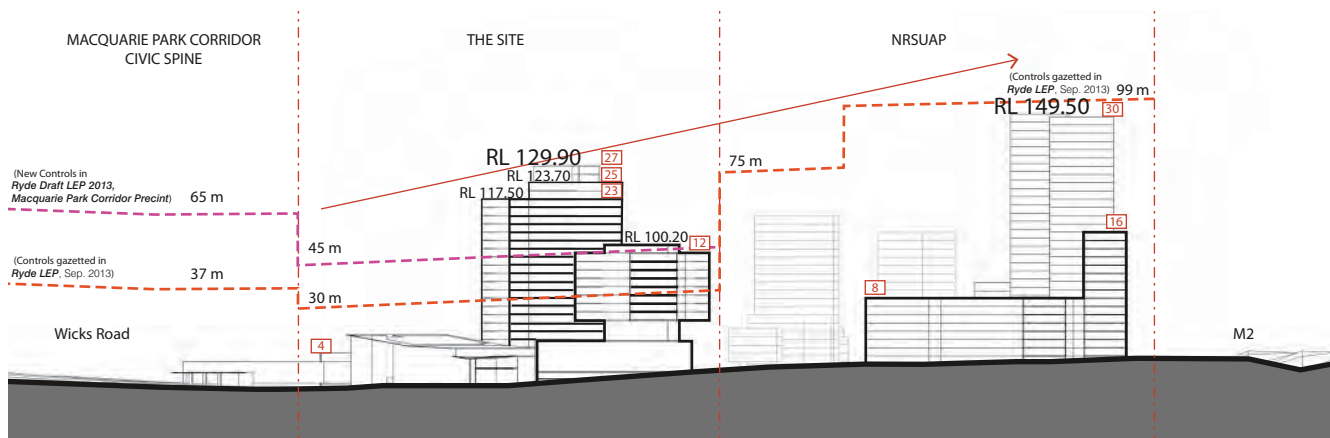 MACQUARIE PARK CORRIDOR
CIVIC SPINE
THE SITE
NRSUAP
(Controls gazetted in
Ryde LEP, Sep. 2013) 99 m
RL 149.50
30
RL 129.90
27
RL 123.70
25
RL 117.50
23
75 m
(New Controls in
Ryde Draft LEP 2013,
Macquarie Park Corridor Precint) 65 m
16
RL 100.20
12
45 m
(Controls gazetted in
Ryde LEP, Sep. 2013) 37 m
30 m
8
Wicks Road
4
M2